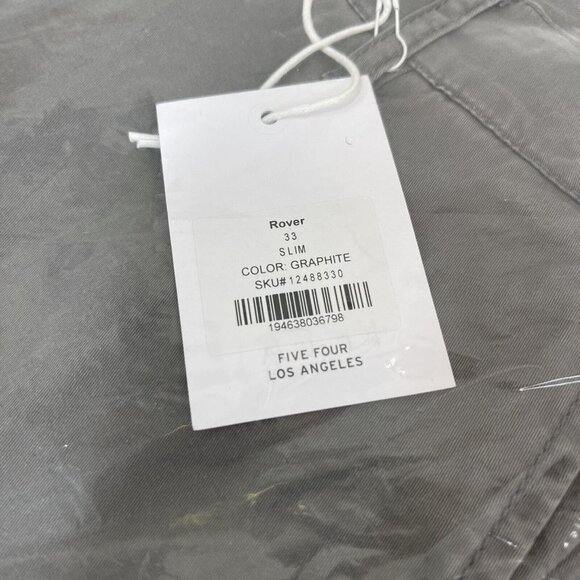 Rover
33
SLIM
COLOR: GRAPHITE
SKU#12488330
194638036798
FIVE FOUR
LOS ANGELES